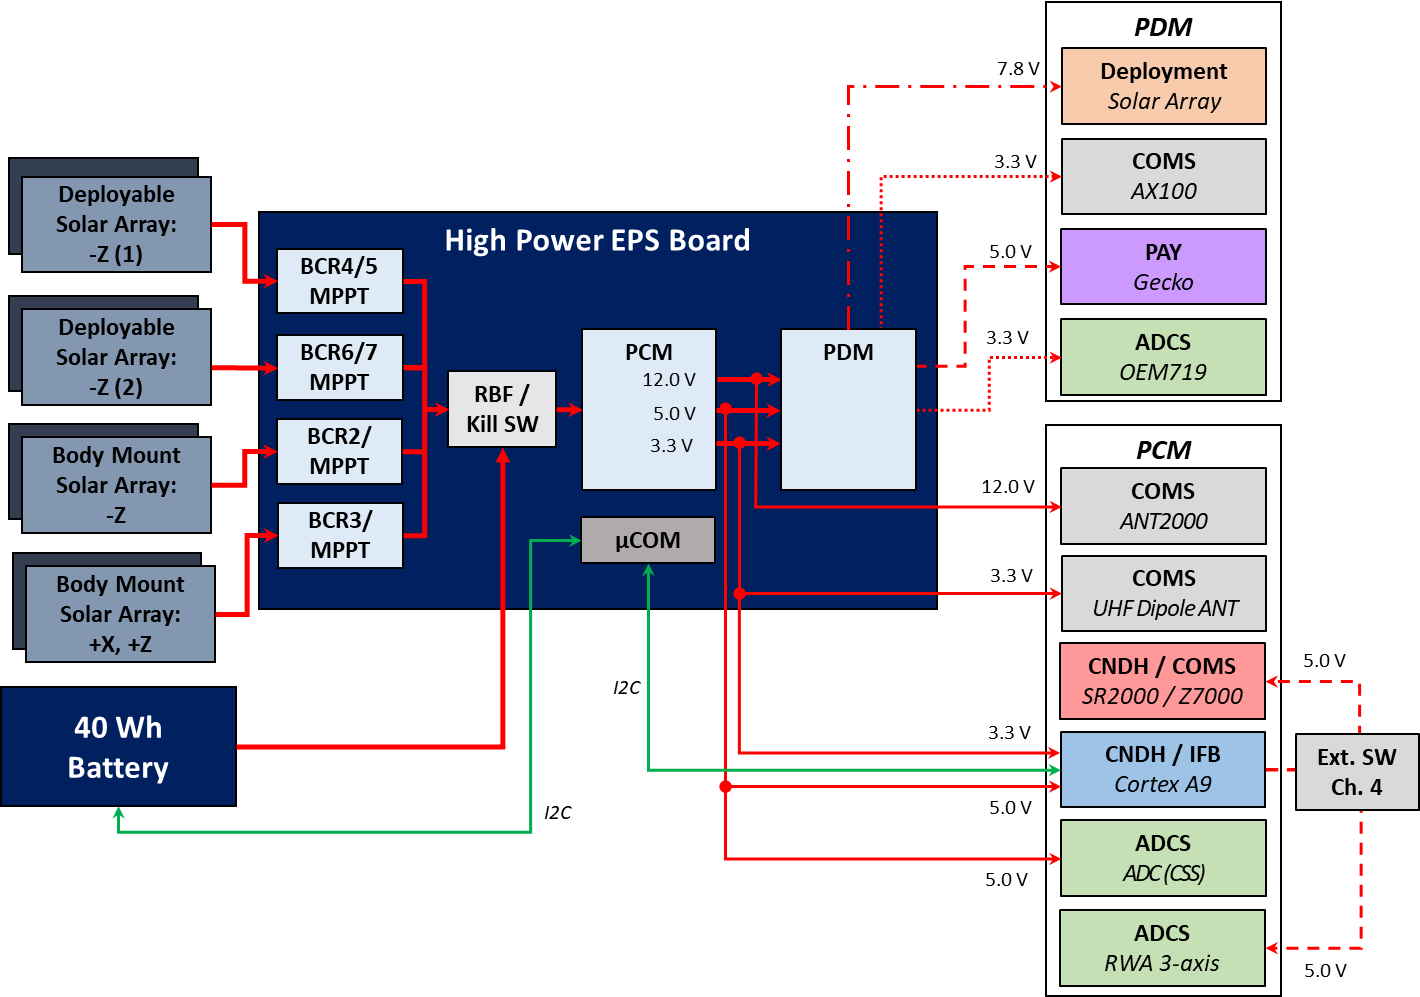 PDM
7.8 V
Deployment
Solar Array
3.3 V
COMS
AX100
5.0 V
PAY
Gecko
3.3 V
ADCS
OEM719
Deployable
Solar Array:
-Z (1)
Deployable
Solar Array:
-Z (2)
Body Mount
Solar Array:
-Z
Body Mount
Solar Array:
+X, +Z
40 Wh
Battery
High Power EPS Board
BCR4/5
MPPT
BCR6/7
MPPT
BCR2/
MPPT
BCR3/
MPPT
RBF /
Kill SW
PCM
12.0 V
5.0 V
3.3 V
PDM
µCOM
I2C
I2C
PCM
12.0 V
COMS
ANT2000
3.3 V
COMS
UHF Dipole ANT
CNDH / COMS
SR2000 / Z7000
5.0 V
3.3 V
CNDH / IFB
Cortex A9
5.0 V
Ext. SW
Ch. 4
ADCS
ADC (CSS)
5.0 V
ADCS
RWA 3-axis
5.0 V